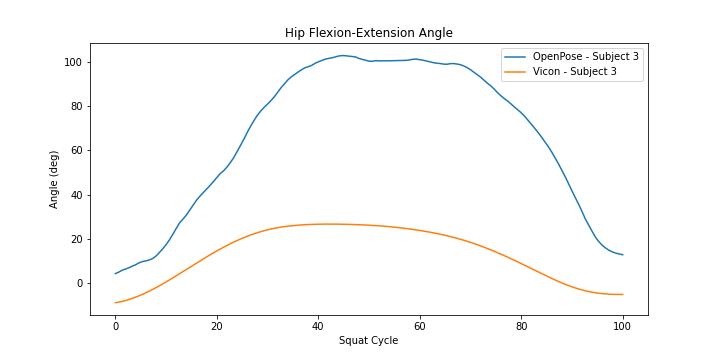 Hip Flexion-Extension Angle
OpenPose - Subject 3
Vicon - Subject 3
Angle (deg)
100
80
60
40
20
0
0 20 40 60 80 100
Squat Cycle